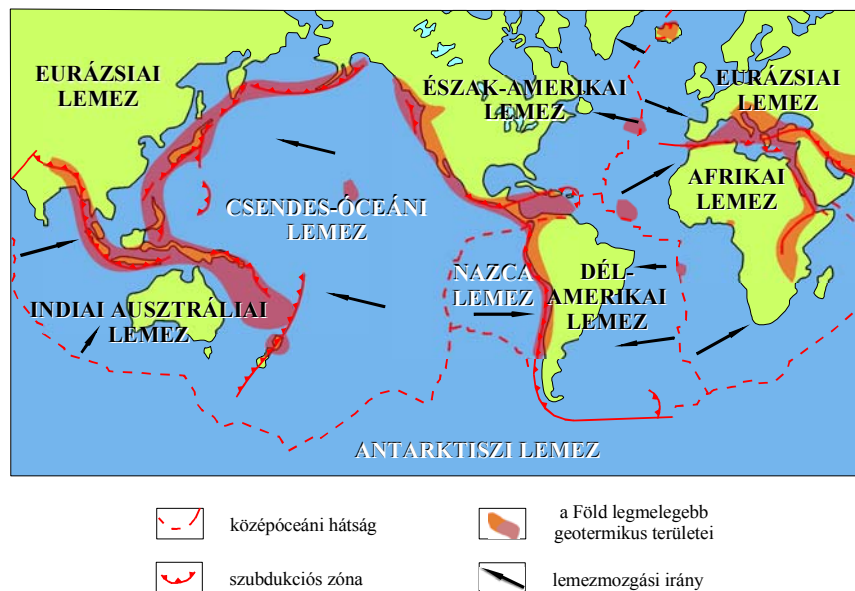 EURÁZSIAI
LEMEZ
ÉSZAK-AMERIKAI
LEMEZ
EURÁZSIAI
LEMEZ
AFRIKAI
LEMEZ
CSENDES-ÓCEÁNI
LEMEZ
NAZCA
LEMEZ
DÉL-
AMERIKAI
LEMEZ
INDIAI AUSZTRÁLIAI
LEMEZ
ANTARKTISZI LEMEZ
középóceáni hátság
a Föld legmelegebb
geotermikus területei
szubdukciós zóna
lemezmozgási irány